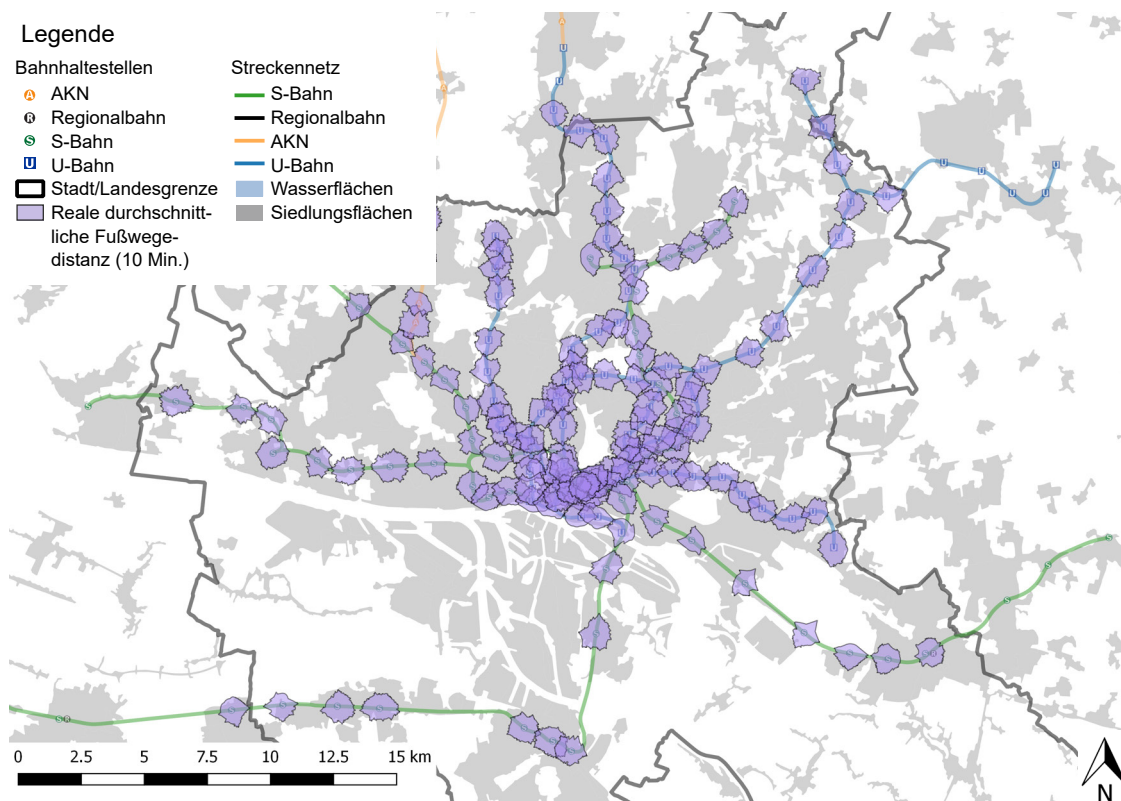 Legende
Bahnhaltestellen
AKN
Regionalbahn
S-Bahn
U-Bahn
Stadt/Landesgrenze
Reale durchschnitt-
liche Fußwege-
distanz (10 Min.)
Streckennetz
S-Bahn
Regionalbahn
AKN
U-Bahn
Wasserflächen
Siedlungsflächen
0 2.5 5 7.5 10 12.5 15 km
N